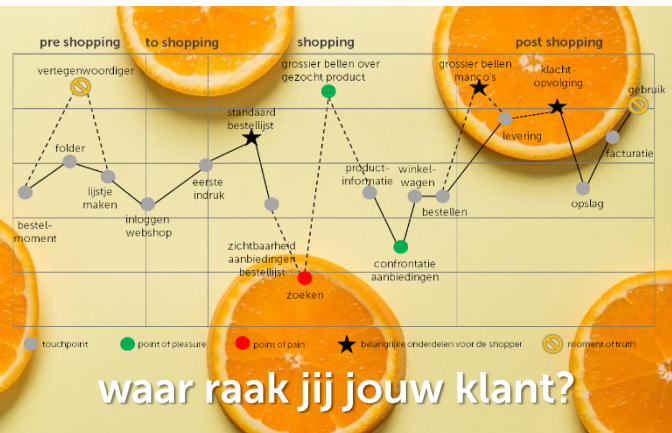 pre shopping
to shopping
shopping
post shopping
vertegenwoordiger
grossier bellen over
gezocht product
grossier bellen
manco's
klacht-
opvolging
gebruik
standaard
bestellijst
folder
levering
facturatie
lijstje
maken
eerste
indruk
product-
informatie
winkel-
wagen
bestellen
opslag
bestel-
moment
inloggen
webshop
zichtbaarheid
aanbiedingen
bestellijst
confrontatie
aanbiedingen
zoeken
touchpoint
point of pleasure
point of pain
belangrijke onderdelen voor de shopper
moment of truth
waar raak jij jouw klant?